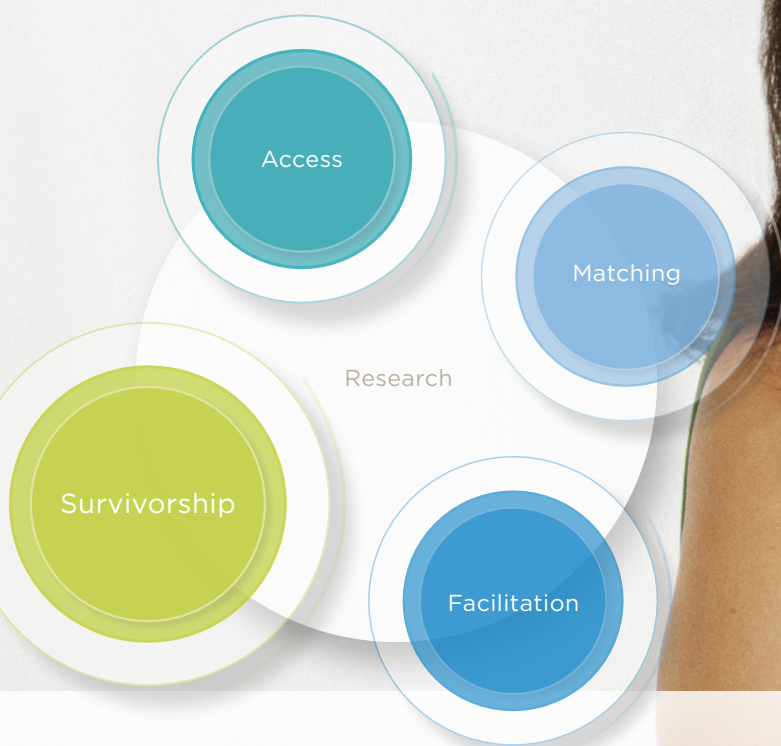 Access
Matching
Research
Survivorship
Facilitation